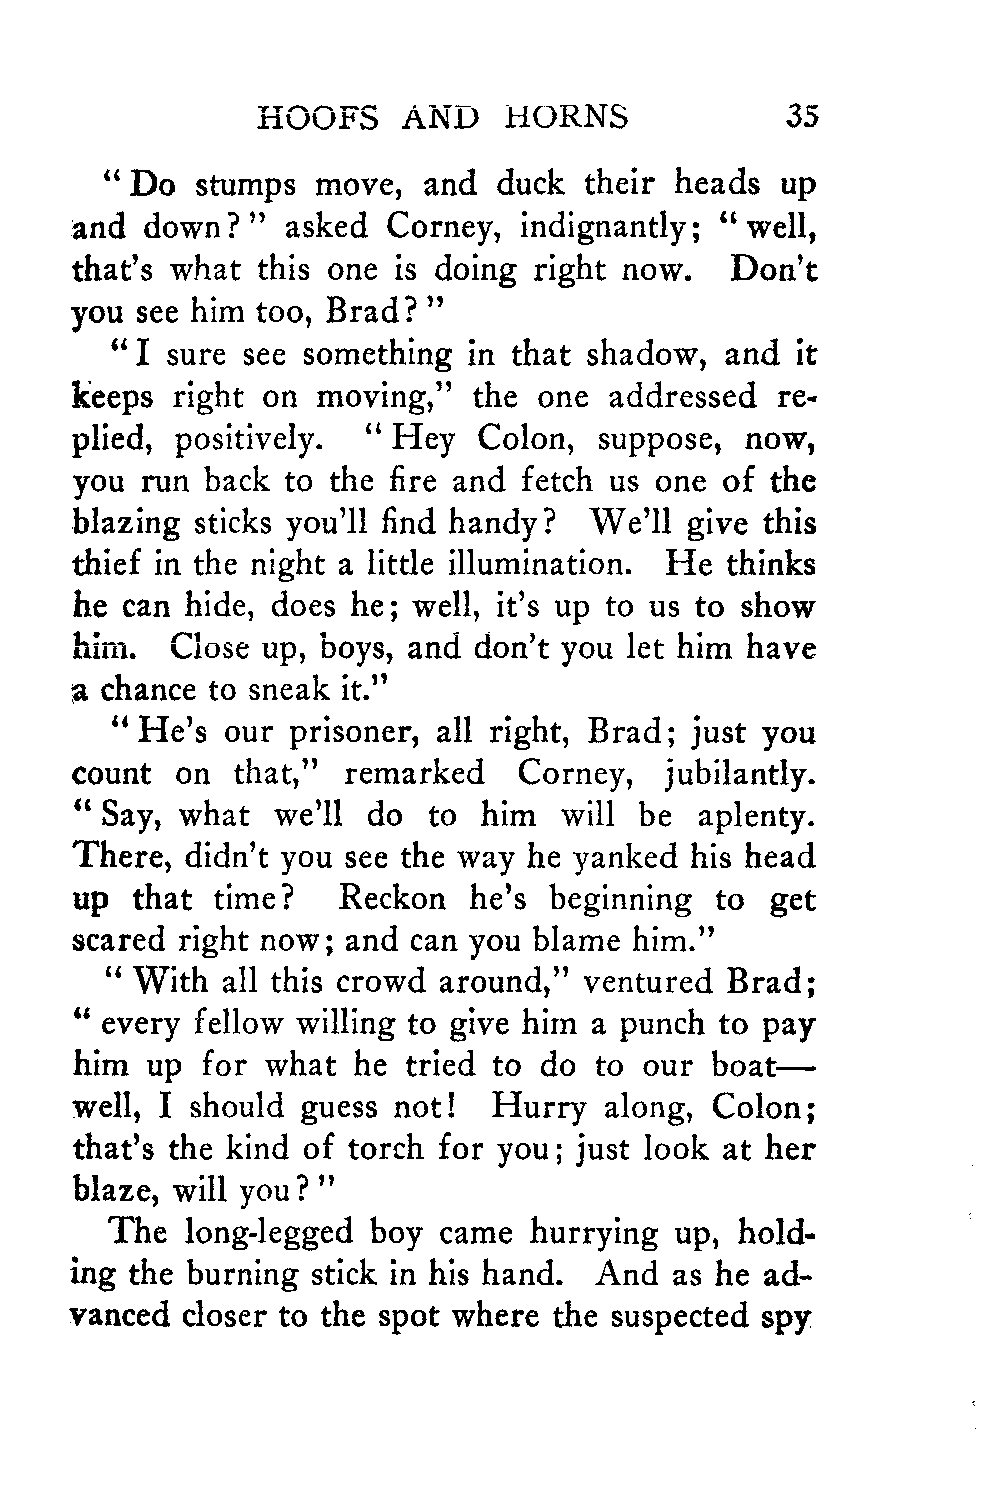 HOOFS AND HORNS 35
“Do stumps move, and duck their heads up
and down?” asked Corney, indignantly; “well,
that's what this one is doing right now. Don't
you see him too, Brad?”
“I sure see something in that shadow, and it
keeps right on moving,” the one addressed re-
plied, positively. “Hey Colon, suppose, now,
you run back to the fire and fetch us one of the
blazing sticks you'll find handy? We'll give this
thief in the night a little illumination. He thinks
he can hide, does he; well, it's up to us to show
him. Close up, boys, and don't you let him have
a chance to sneak it.”
“He's our prisoner, all right, Brad; just you
count on that,” remarked Corney, jubilantly.
“Say, what we'll do to him will be aplenty.
There, didn't you see the way he yanked his head
up that time? Reckon he's beginning to get
scared right now; and can you blame him.”
“With all this crowd around,” ventured Brad;
“every fellow willing to give him a punch to pay
him up for what he tried to do to our boat—
well, I should guess not! Hurry along, Colon;
that's the kind of torch for you; just look at her
blaze, will you?”
The long-legged boy came hurrying up, hold-
ing the burning stick in his hand. And as he ad-
vanced closer to the spot where the suspected spy